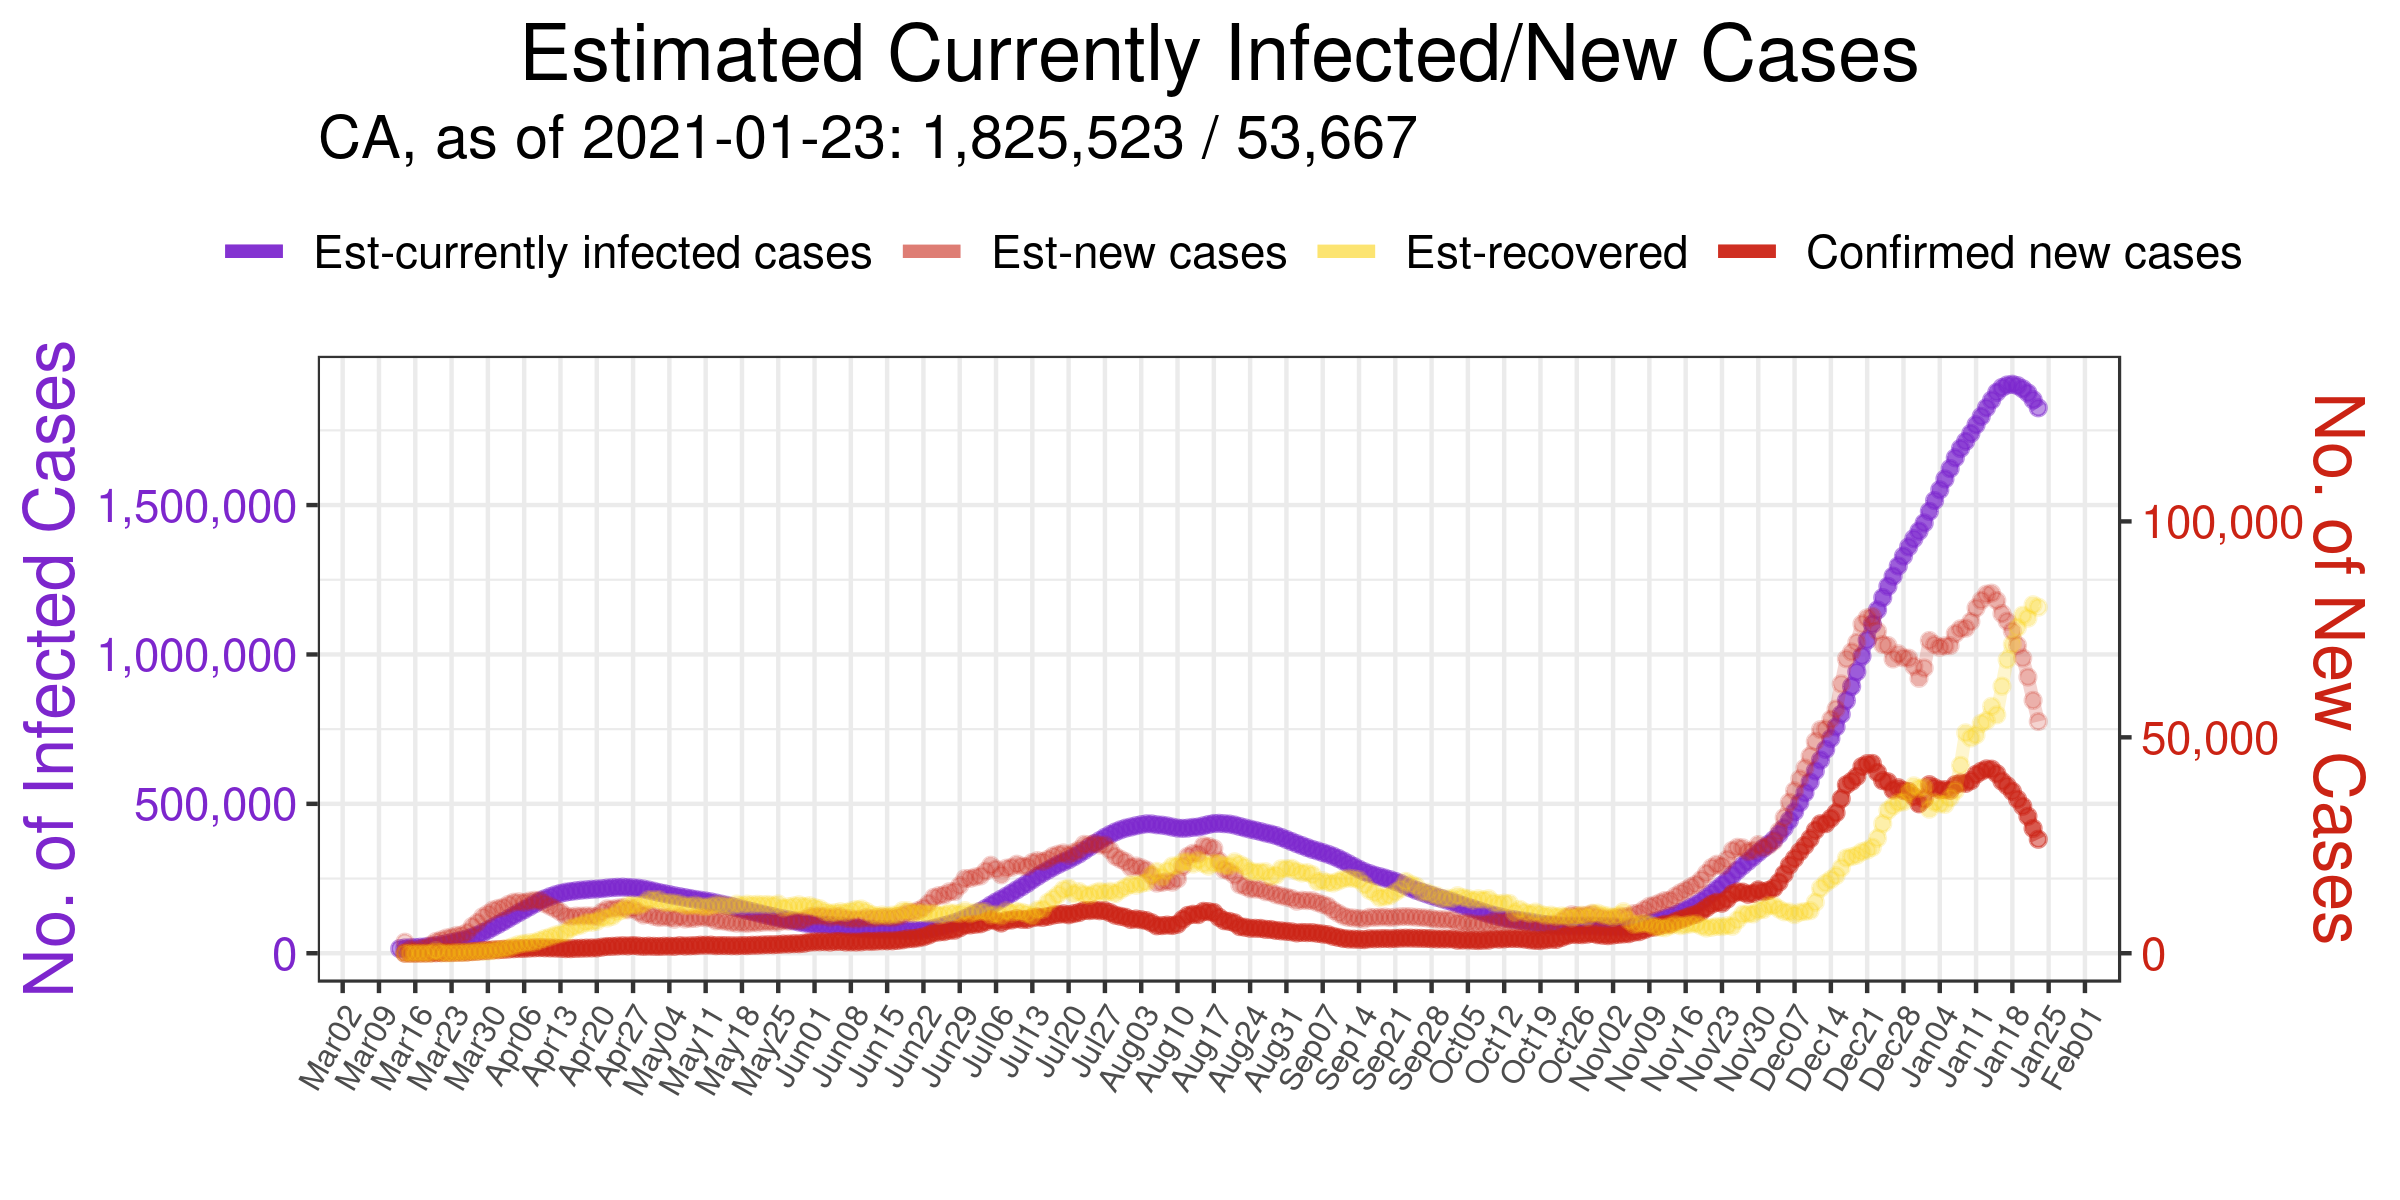 Estimated Currently Infected/New Cases
CA, as of 2021-01-23: 1,825,523 / 53,667
Est-currently infected cases Est-new cases Est-recovered Confirmed new cases
No. of Infected Cases
1,500,000
1,000,000
500,000
0
100,000
50,000
0
No. of New Cases
Mar02 Mar09 Mar16 Mar23 Mar30 Apr06 Apr13 Apr20 Apr27 May04 May11 May18 May25 Jun01 Jun08 Jun15 Jun22 Jun29 Jul06 Jul13 Jul20 Jul27 Aug03 Aug10 Aug17 Aug24 Aug31 Sep07 Sep14 Sep21 Sep28 Oct05 Oct12 Oct19 Oct26 Nov02 Nov09 Nov16 Nov23 Nov30 Dec07 Dec14 Dec21 Dec28 Jan04 Jan11 Jan18 Jan25 Feb01